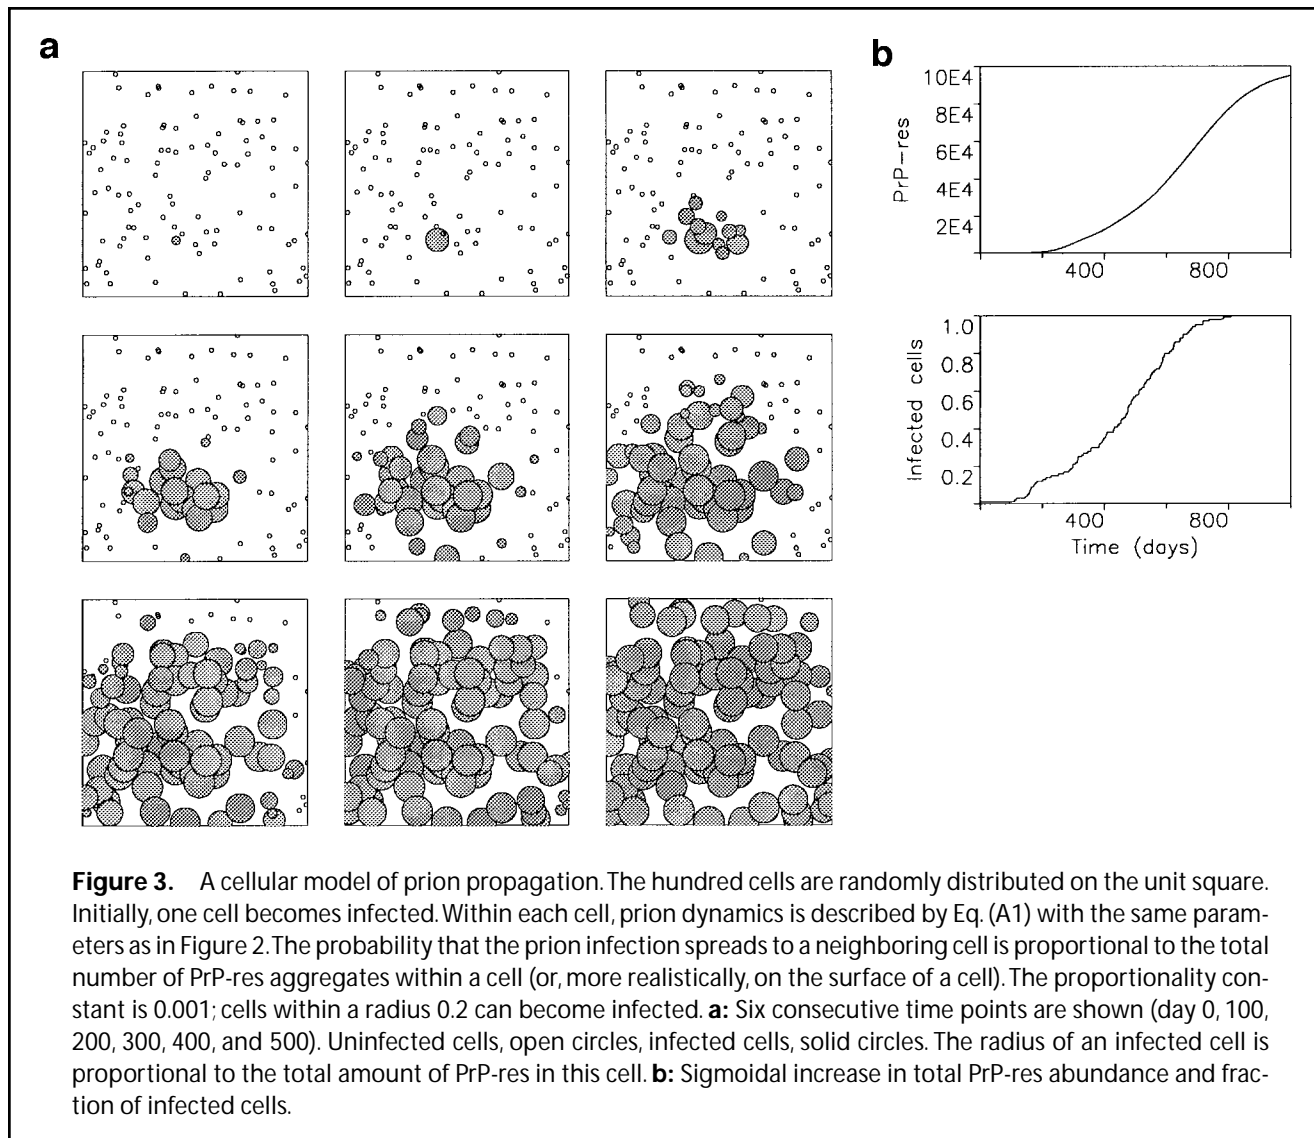 a
b
10E4
8E4
6E4
4E4
2E4
PrP-res
400 800
1.0
0.8
0.6
0.4
0.2
Infected cells
400 800
Time (days)
Figure 3. A cellular model of prion propagation. The hundred cells are randomly distributed on the unit square.
Initially, one cell becomes infected. Within each cell, prion dynamics is described by Eq. (A1) with the same param-
eters as in Figure 2. The probability that the prion infection spreads to a neighboring cell is proportional to the total
number of PrP-res aggregates within a cell (or, more realistically, on the surface of a cell). The proportionality con-
stant is 0.001; cells within a radius 0.2 can become infected. a: Six consecutive time points are shown (day 0, 100,
200, 300, 400, and 500). Uninfected cells, open circles, infected cells, solid circles. The radius of an infected cell is
proportional to the total amount of PrP-res in this cell. b: Sigmoidal increase in total PrP-res abundance and frac-
tion of infected cells.